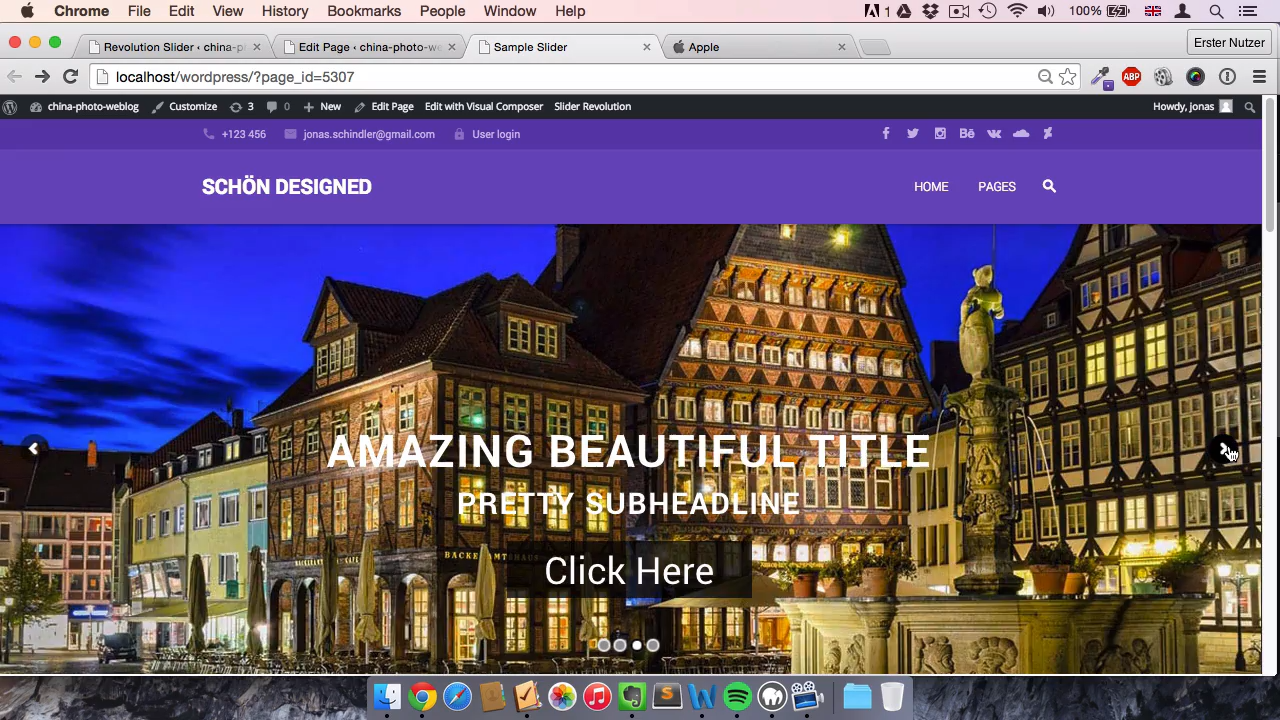 Chrome File Edit View History Bookmarks People Window Help 1 100%
Revolution Slider ‹ china-p
Edit Page ‹ china-photo-we
Sample Slider
Apple
Erster Nutzer
localhost/wordpress/?page_id=5307
ABP
china-photo-weblog Customize 3 0 New Edit Page Edit with Visual Composer Slider Revolution Howdy, jonas
+123 456 jonas.schindler@gmail.com User login
SCHÖN DESIGNED HOME PAGES
AMAZING BEAUTIFUL TITLE
PRETTY SUBHEADLINE
Click Here